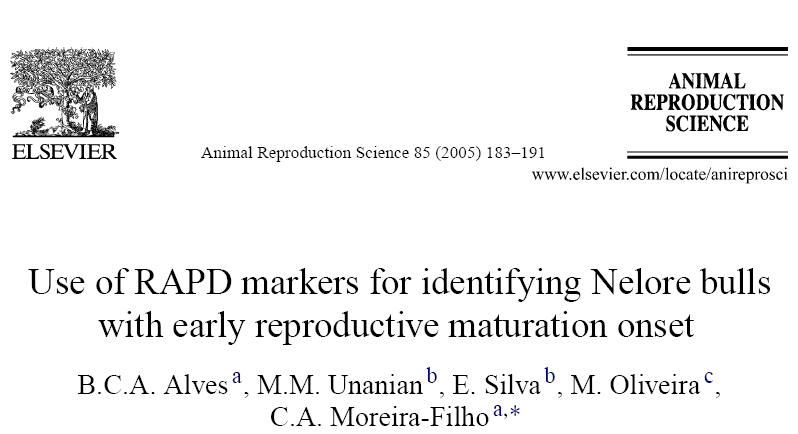 ANIMAL
REPRODUCTION
SCIENCE
ELSEVIER
Animal Reproduction Science 85 (2005) 183–191
www.elsevier.com/locate/anireprosci
Use of RAPD markers for identifying Nelore bulls
with early reproductive maturation onset
B.C.A. Alves a, M.M. Unanian b, E. Silva b, M. Oliveira c,
C.A. Moreira-Filho a,*